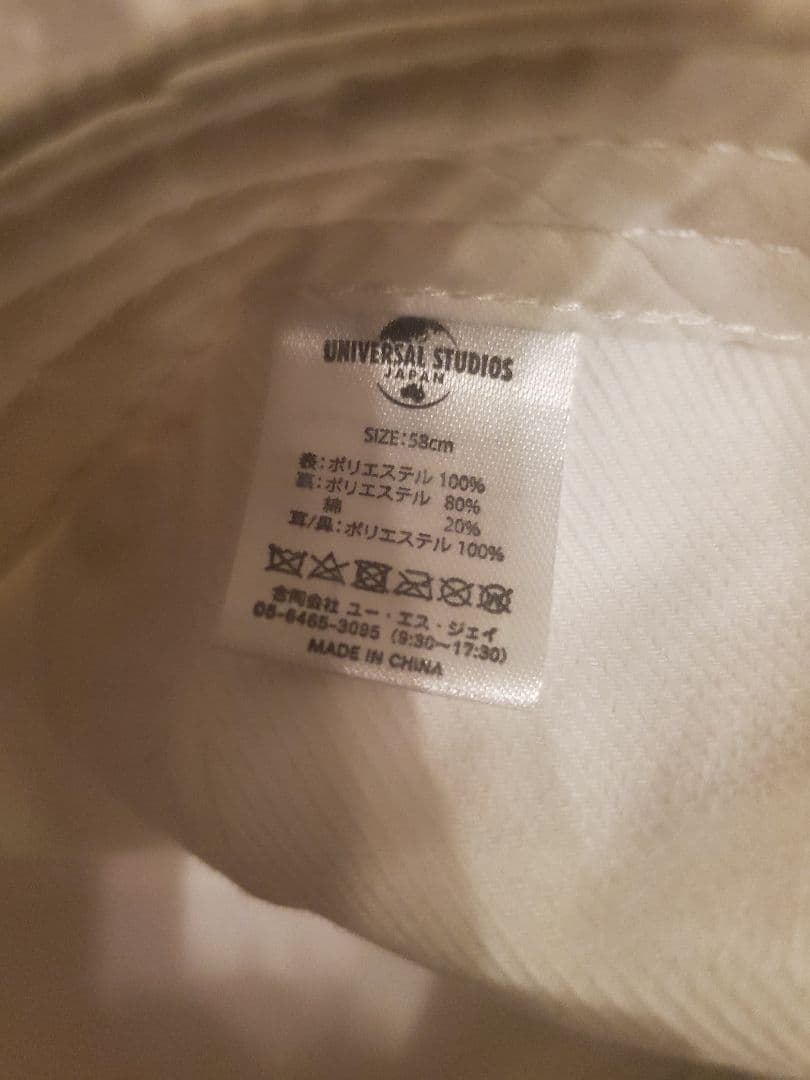 UNIVERSAL STUDIOS
JAPAN
SIZE:58cm
表:ポリエステル 100%
裏:ポリエステル 80%
綿 20%
耳/鼻:ポリエステル 100%
合同会社 ユー・エス・ジェイ
06-6465-3095 (9:30~17:30)
MADE IN CHINA